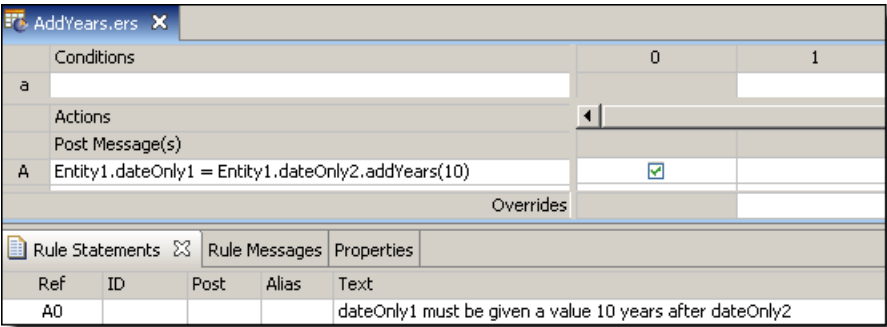 AddYears.ers
Conditions 0 1
a
Actions
Post Message(s)
A Entity1.dateOnly1 = Entity1.dateOnly2.addYears(10)
Overrides
Rule Statements Rule Messages Properties
Ref ID Post Alias Text
A0 dateOnly1 must be given a value 10 years after dateOnly2